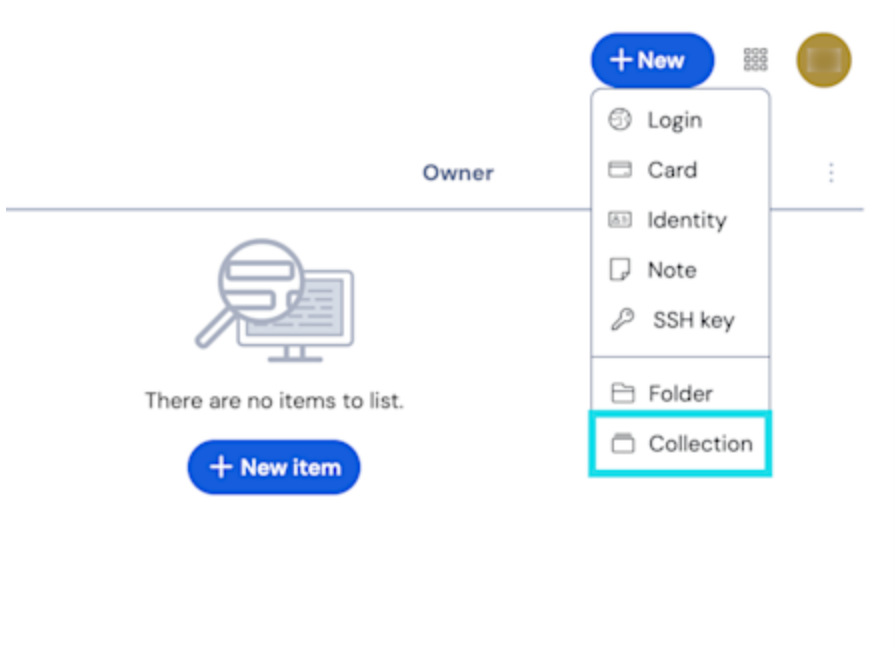 + New
Login
Owner
Card
Identity
Note
SSH key
There are no items to list.
Folder
+ New item
Collection